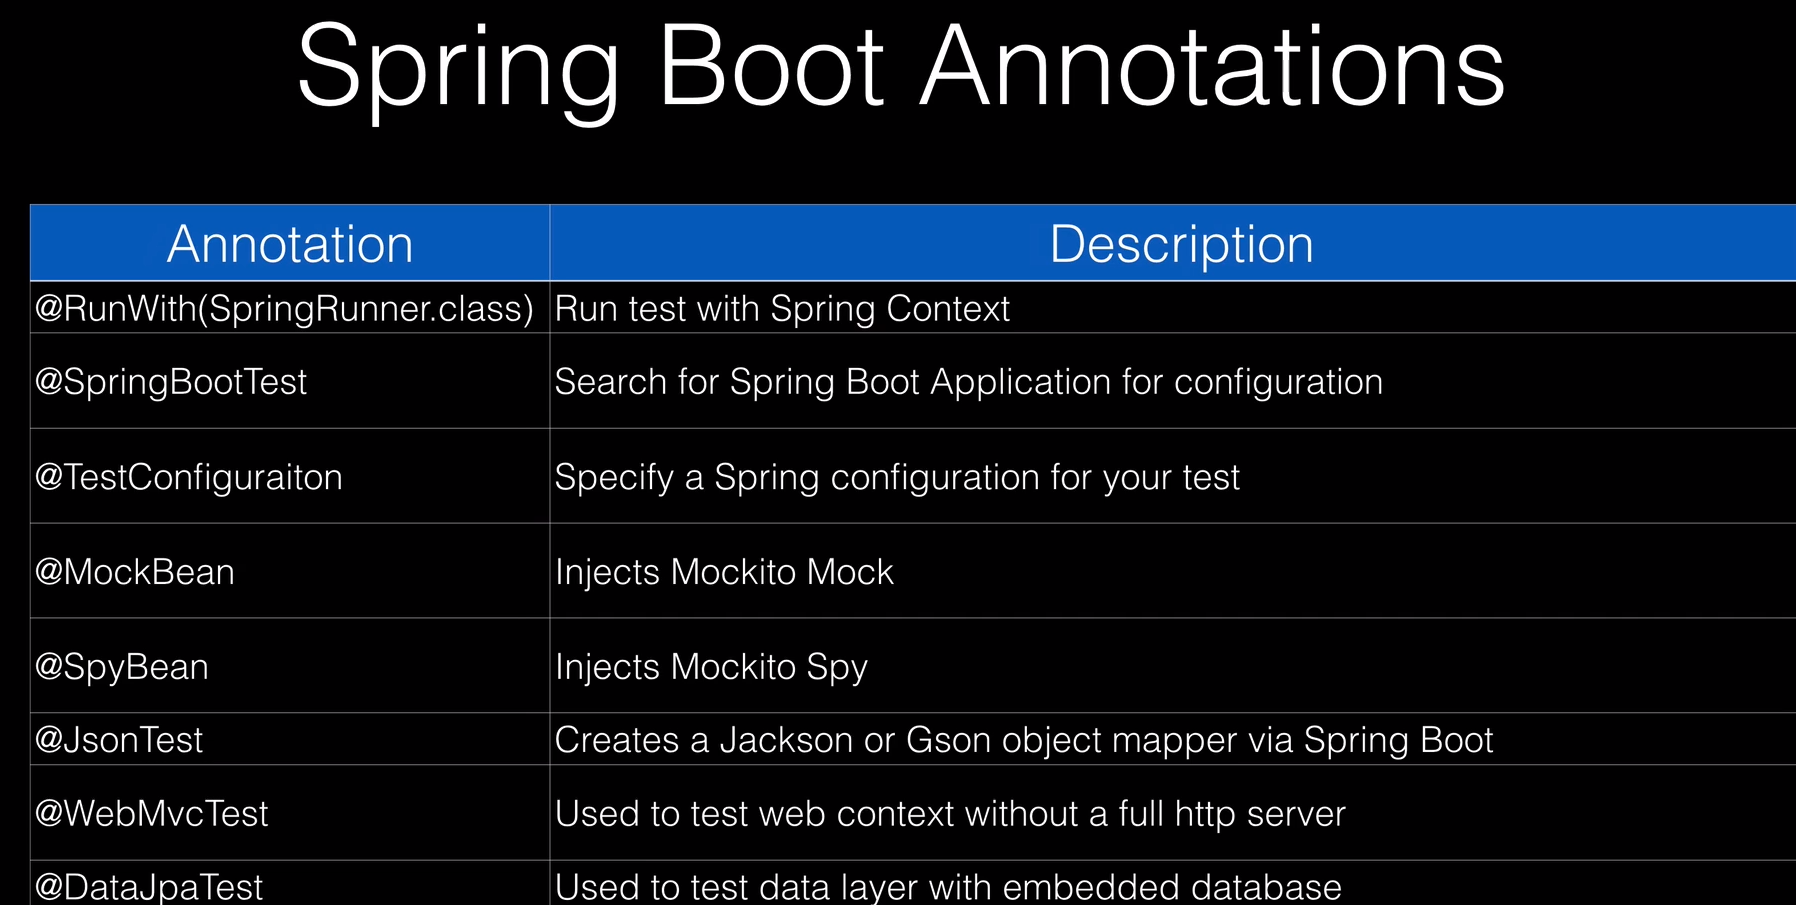 Spring Boot Annotations
Annotation Description
@RunWith(SpringRunner.class) Run test with Spring Context
@SpringBootTest Search for Spring Boot Application for configuration
@TestConfiguraiton Specify a Spring configuration for your test
@MockBean Injects Mockito Mock
@SpyBean Injects Mockito Spy
@JsonTest Creates a Jackson or Gson object mapper via Spring Boot
@WebMvcTest Used to test web context without a full http server
@DataJpaTest Used to test data layer with embedded database